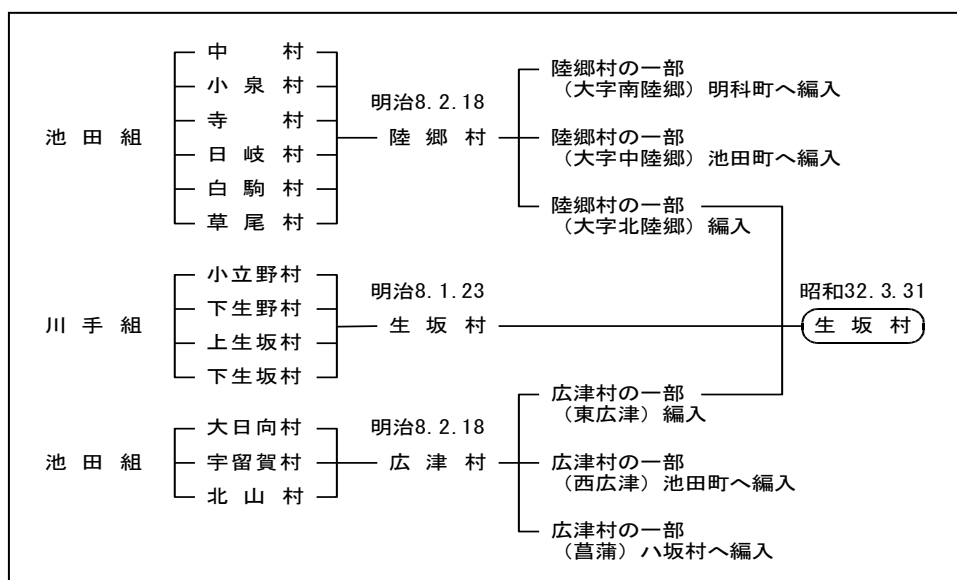 池田組
中村
小泉村
寺村
日岐村
白駒村
草尾村
明治8.2.18
陸郷村
陸郷村の一部
（大字南陸郷）明科町へ編入
陸郷村の一部
（大字中陸郷）池田町へ編入
陸郷村の一部
（大字北陸郷）編入
川手組
小立野村
下生野村
上生坂村
下生坂村
明治8.1.23
生坂村
昭和32.3.31
生坂村
池田組
大日向村
宇留賀村
北山村
明治8.2.18
広津村
広津村の一部
（東広津）編入
広津村の一部
（西広津）池田町へ編入
広津村の一部
（菖蒲）ハ坂村へ編入